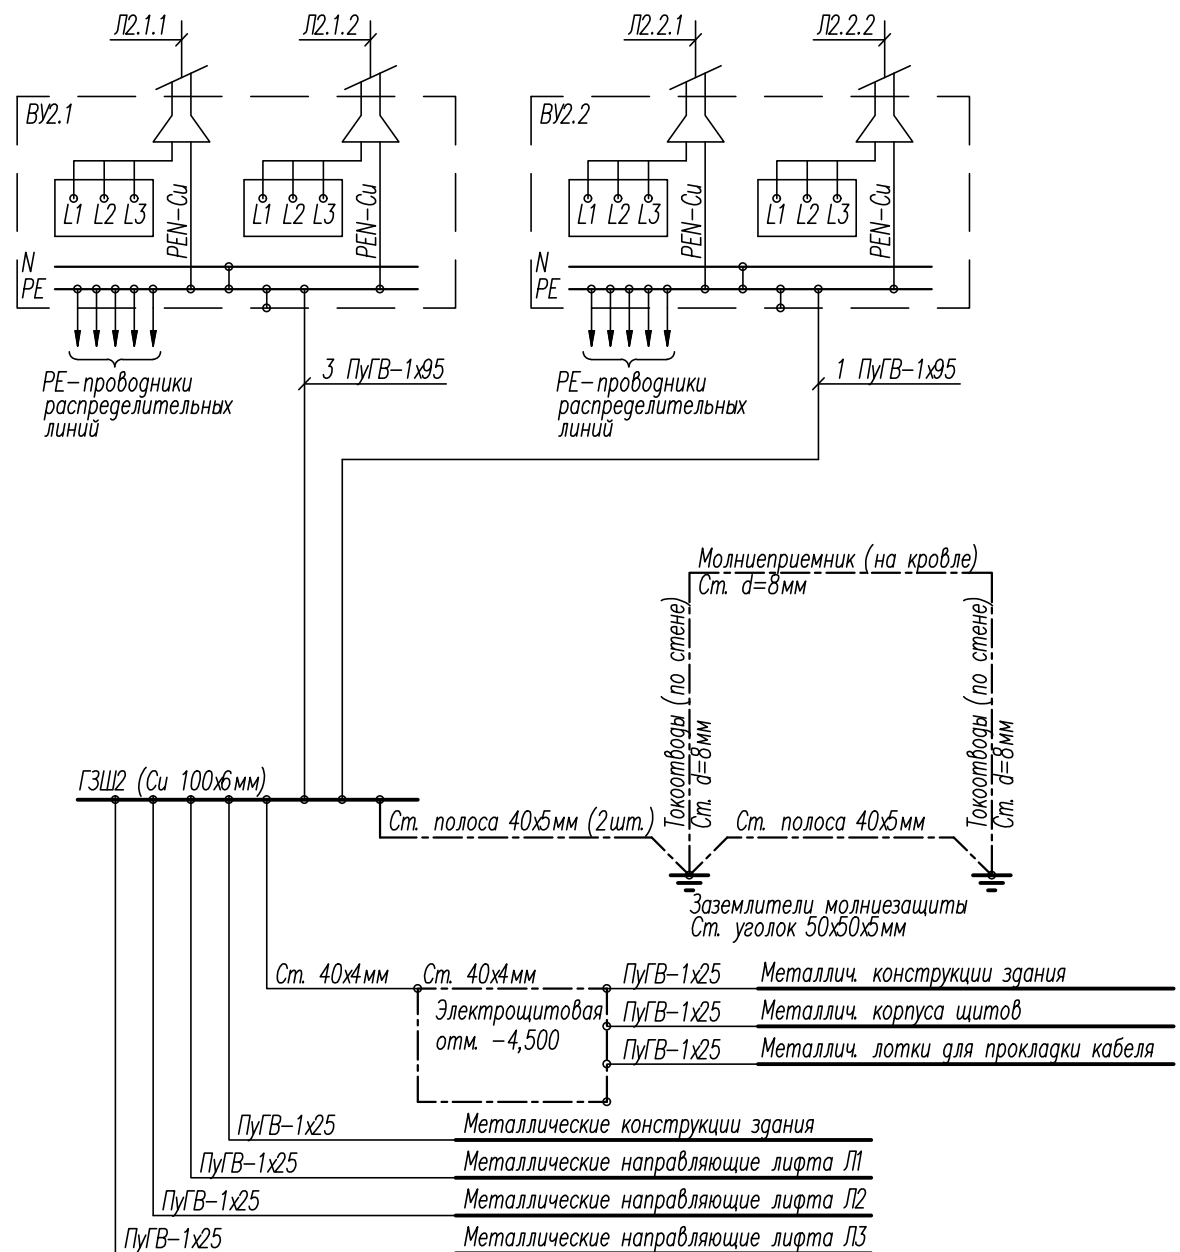 Л2.1.1
Л2.1.2
Л2.2.1
Л2.2.2
ВУ2.1
L1 L2 L3
PEN-Cu
L1 L2 L3
PEN-Cu
N
PE
PE-проводники
распределительных
линий
3 ПуГВ-1х95
ВУ2.2
L1 L2 L3
PEN-Cu
L1 L2 L3
PEN-Cu
N
PE
PE-проводники
распределительных
линий
1 ПуГВ-1х95
Молниеприемник (на кровле)
Ст. d=8мм
Токоотводы (по стене)
Ст. d=8мм
Токоотводы (по стене)
Ст. d=8мм
ГЗШ2 (Cu 100х6мм)
Ст. полоса 40х5мм (2шт.)
Ст. полоса 40х5мм
Заземлители молниезащиты
Ст. уголок 50х50х5мм
Ст. 40х4мм
Ст. 40х4мм
Электрощитовая
отм. -4,500
ПуГВ-1х25 Металлич. конструкции здания
ПуГВ-1х25 Металлич. корпуса щитов
ПуГВ-1х25 Металлич. лотки для прокладки кабеля
ПуГВ-1х25 Металлические конструкции здания
ПуГВ-1х25 Металлические направляющие лифта Л1
ПуГВ-1х25 Металлические направляющие лифта Л2
ПуГВ-1х25 Металлические направляющие лифта Л3